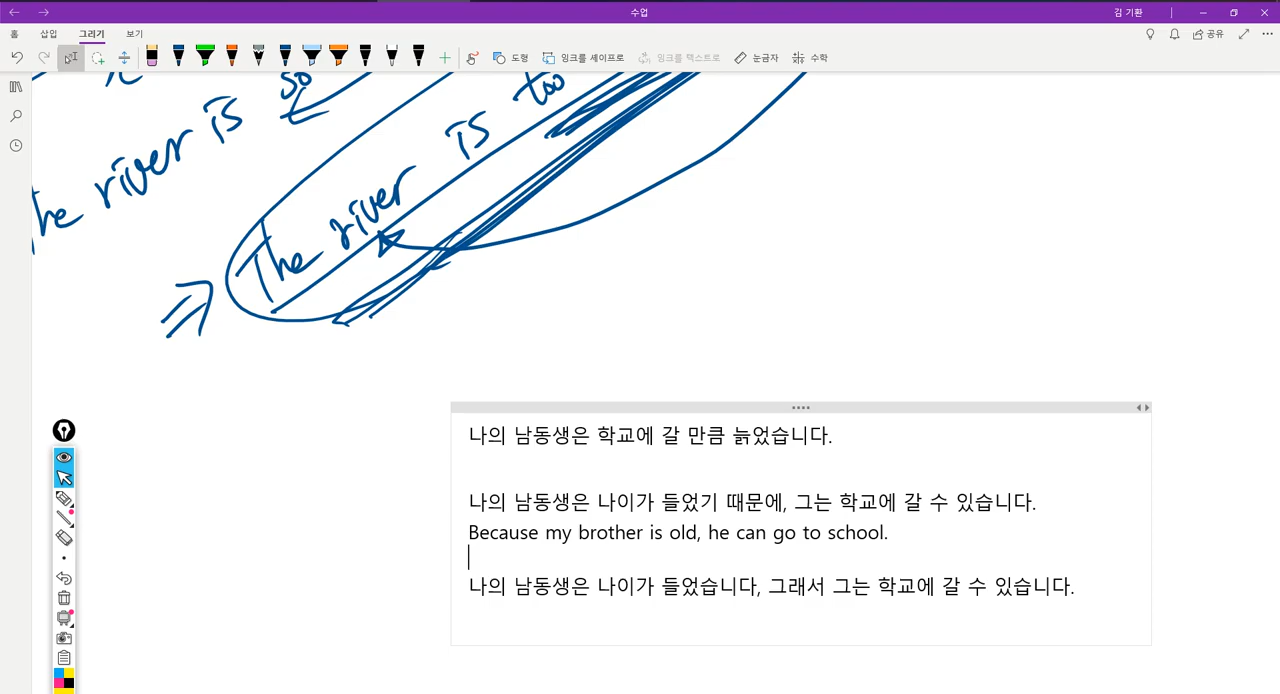 수업
김 기환
홈 삽입 그리기 보기
공유
도형 잉크를 셰이프로 잉크를 텍스트로 눈금자 수학
the river is so
The river is too
나의 남동생은 학교에 갈 만큼 늙었습니다.
나의 남동생은 나이가 들었기 때문에, 그는 학교에 갈 수 있습니다.
Because my brother is old, he can go to school.
나의 남동생은 나이가 들었습니다, 그래서 그는 학교에 갈 수 있습니다.